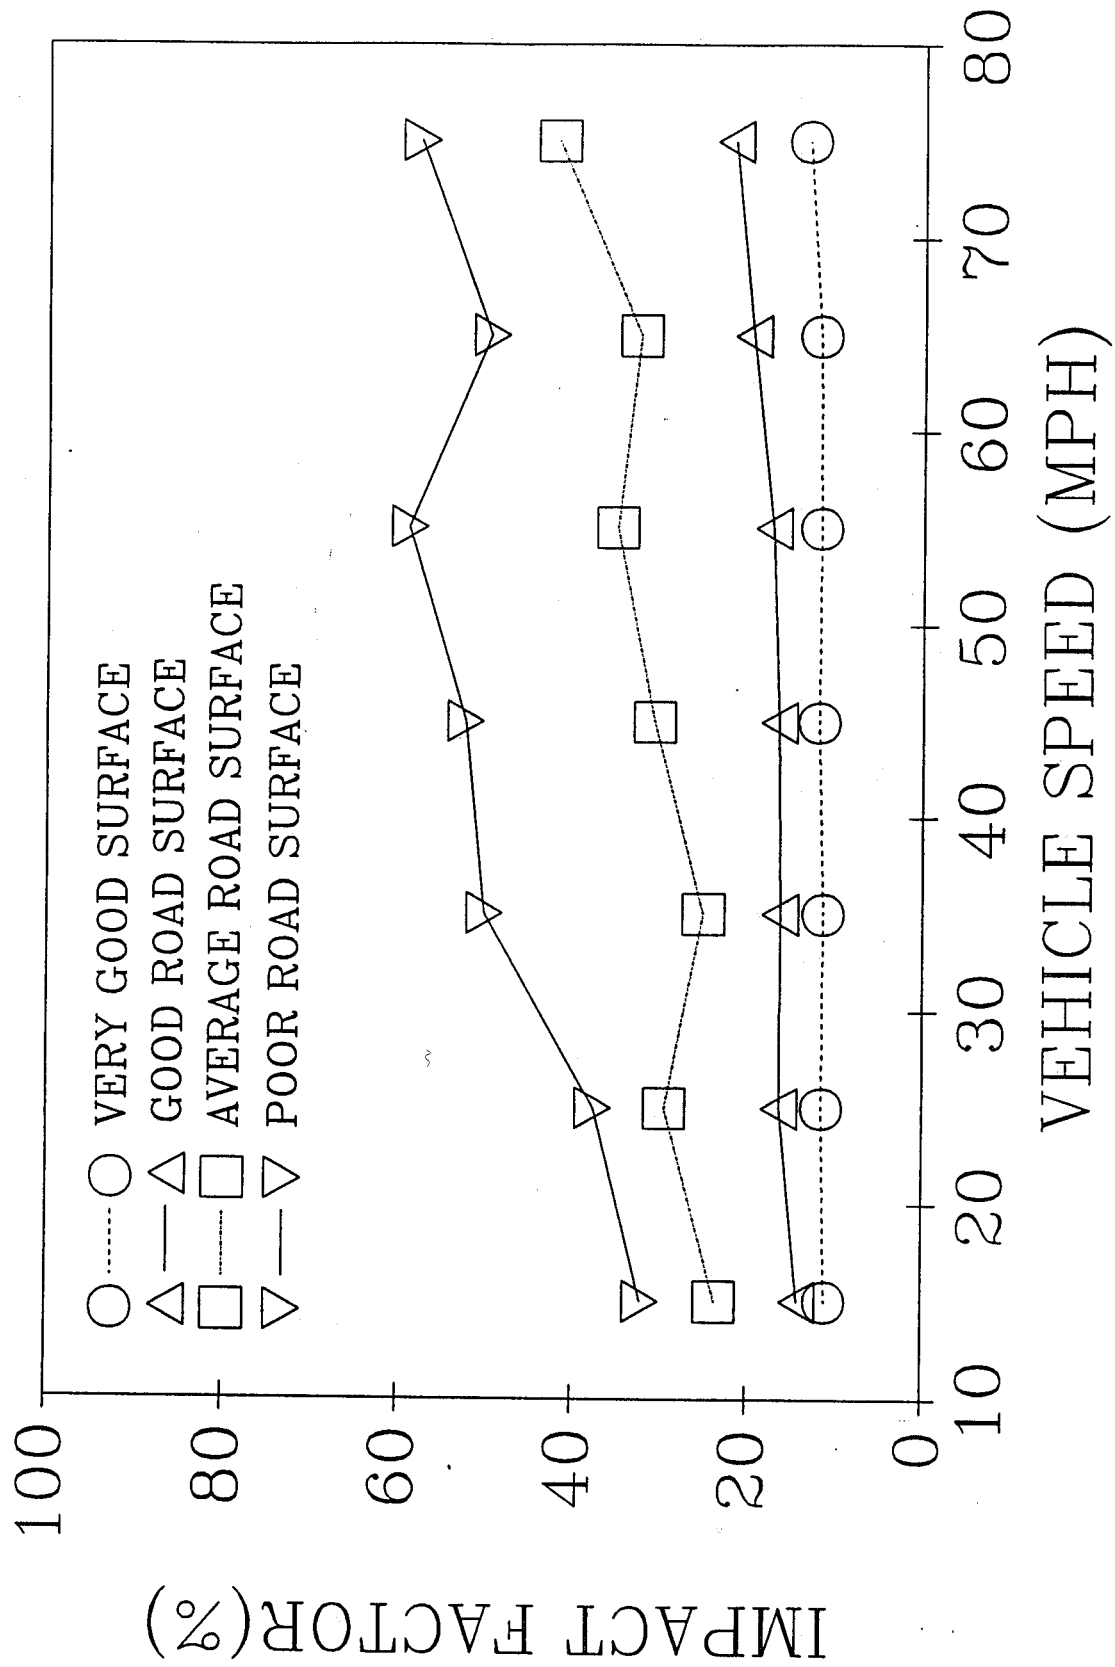 VERY GOOD SURFACE
GOOD ROAD SURFACE
AVERAGE ROAD SURFACE
POOR ROAD SURFACE
100
80
60
40
20
0
10
20
30
40
50
60
70
80
IMPACT FACTOR(%)
VEHICLE SPEED (MPH)